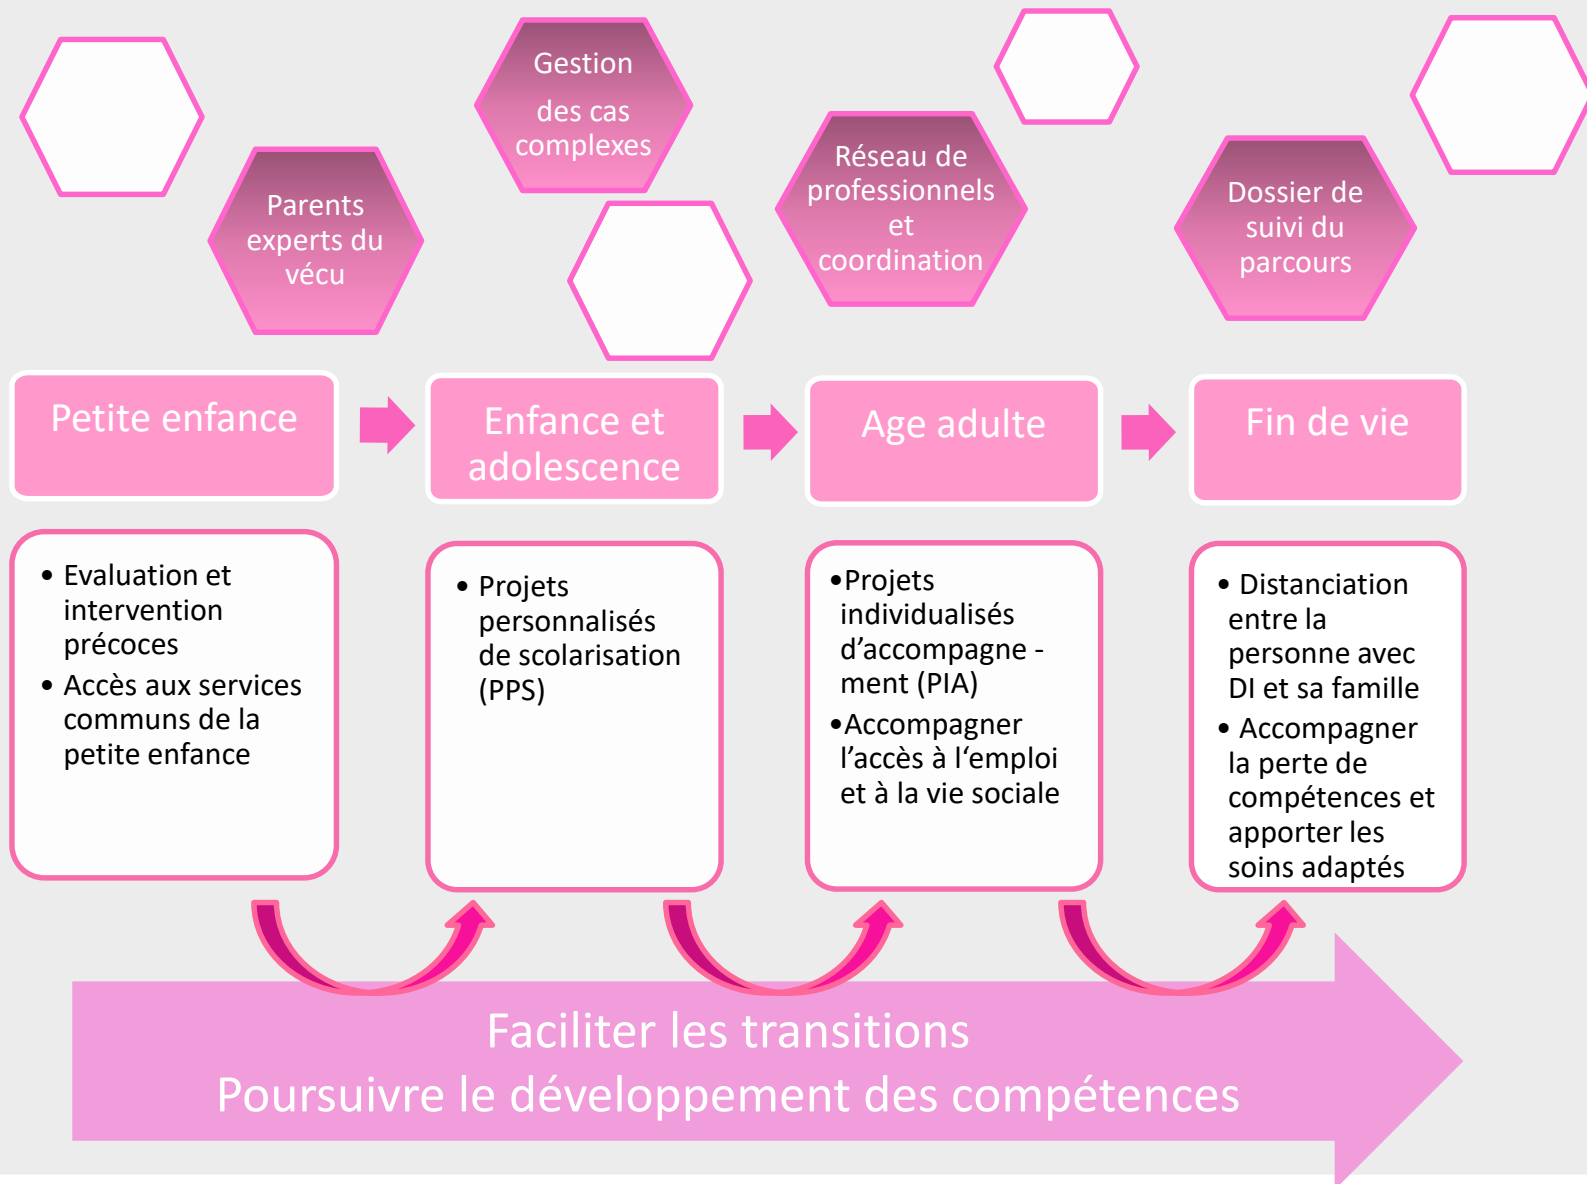 Gestion
des cas
complexes
Parents
experts du
vécu
Réseau de
professionnels
et
coordination
Dossier de
suivi du
parcours
Petite enfance
Enfance et
adolescence
Age adulte
Fin de vie
• Evaluation et
intervention
précoces
• Accès aux services
communs de la
petite enfance
• Projets
personnalisés
de scolarisation
(PPS)
•Projets
individualisés
d’accompagne -
ment (PIA)
•Accompagner
l’accès à l‘emploi
et à la vie sociale
• Distanciation
entre la
personne avec
DI et sa famille
• Accompagner
la perte de
compétences et
apporter les
soins adaptés
Faciliter les transitions
Poursuivre le développement des compétences